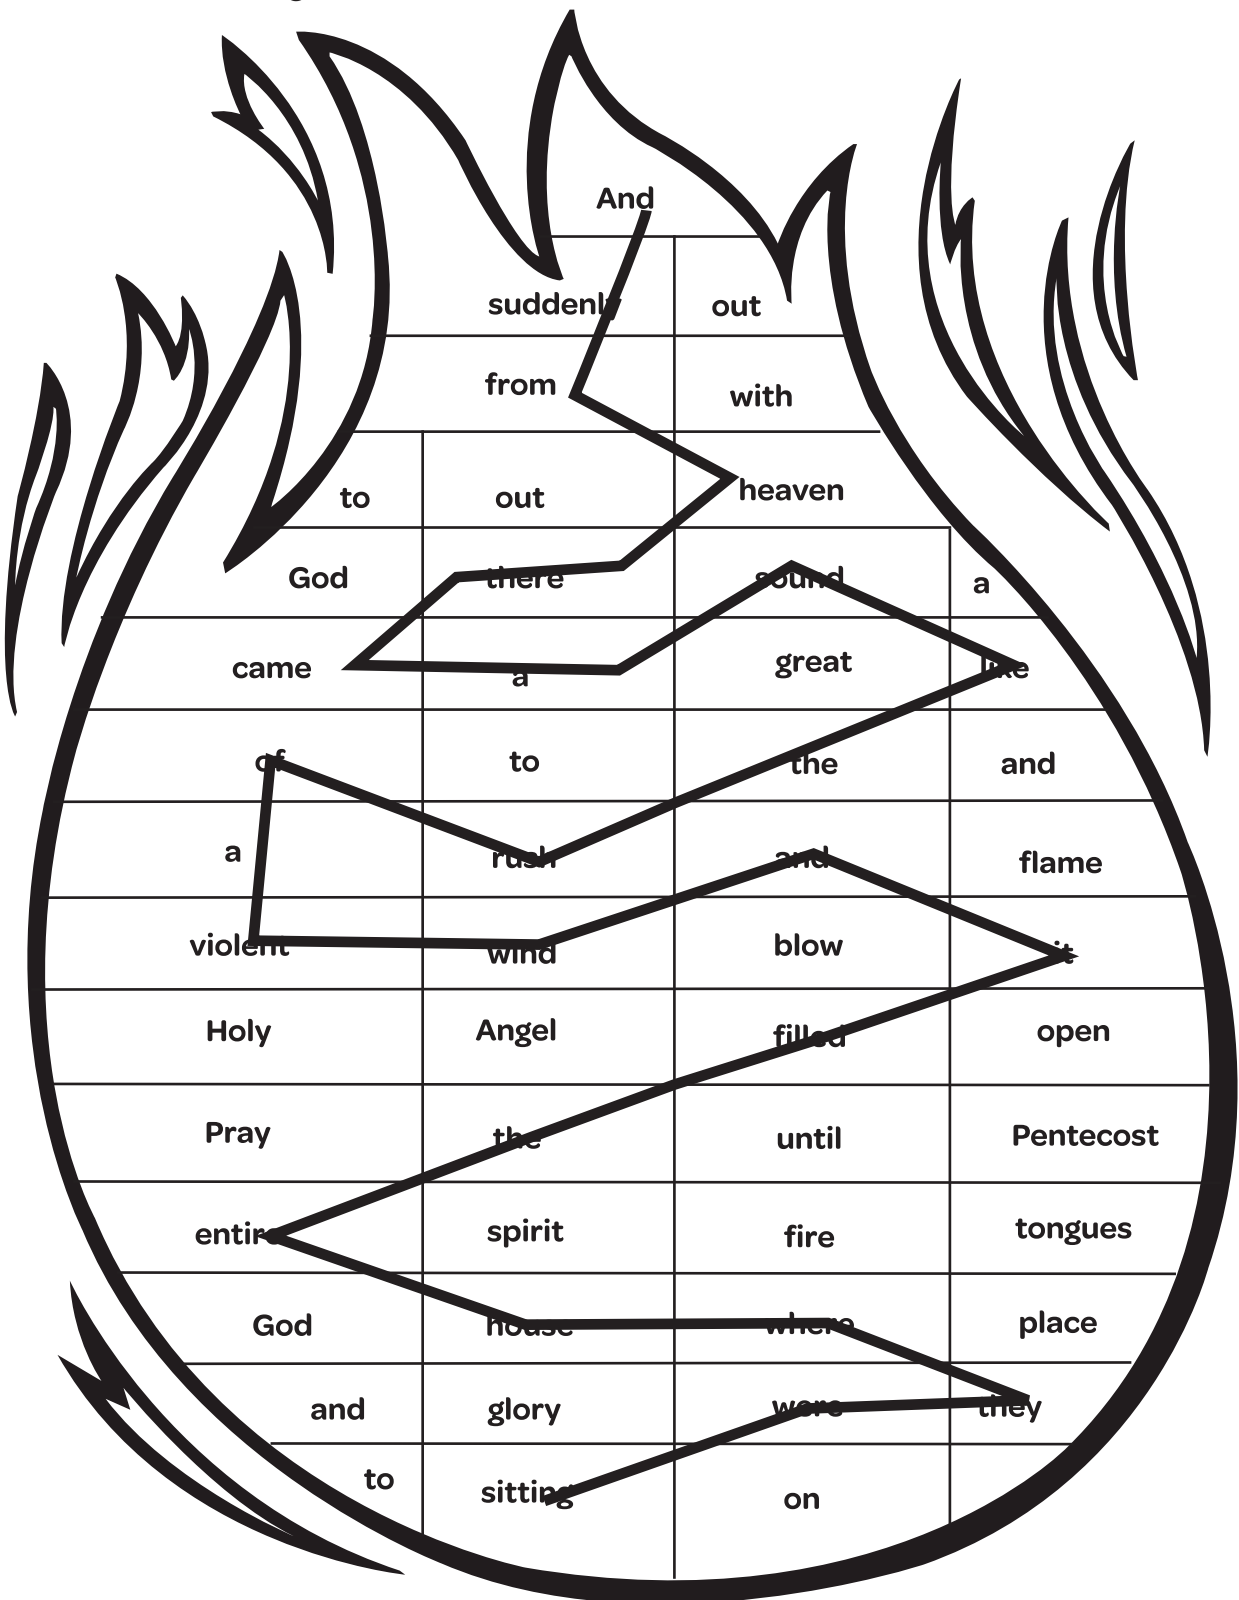 And
suddenly out
from with
to out heaven
God there sound a
came a great like
of to the and
a rush and flame
violent wind blow it
Holy Angel filled open
Pray the until Pentecost
entire spirit fire tongues
God house where place
and glory were they
to sitting on